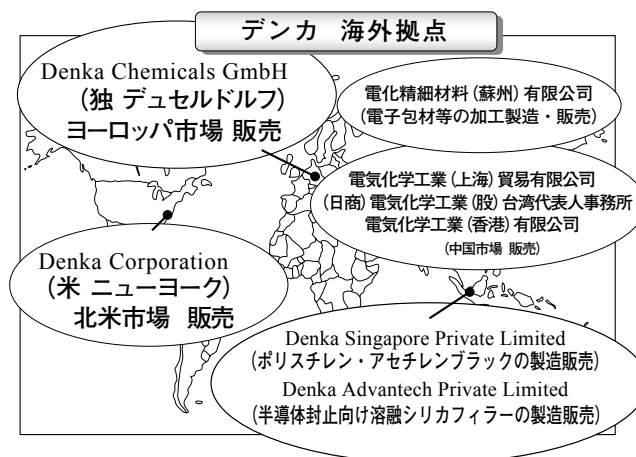 デンカ 海外拠点
Denka Chemicals GmbH
（独 デュセルドルフ）
ヨーロッパ市場 販売
電化精細材料（蘇州）有限公司
（電子包材等の加工製造・販売）
電気化学工業（上海）貿易有限公司
（日商）電気化学工業（股）台湾代表人事務所
電気化学工業（香港）有限公司
（中国市場 販売）
Denka Corporation
（米 ニューヨーク）
北米市場 販売
Denka Singapore Private Limited
（ポリスチレン・アセチレンブラックの製造販売）
Denka Advantech Private Limited
（半導体封止向け溶融シリカフィラーの製造販売）